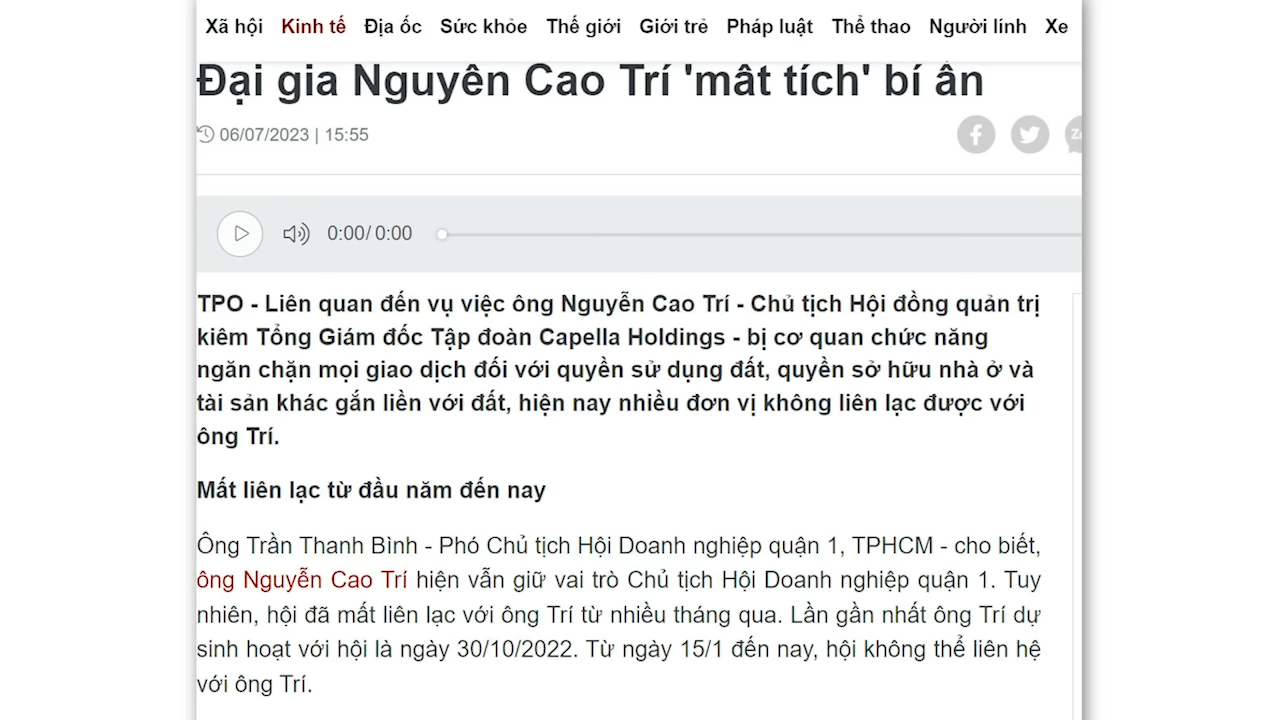 Xã hội Kinh tế Địa ốc Sức khỏe Thế giới Giới trẻ Pháp luật Thể thao Người lính Xe
Đại gia Nguyễn Cao Trí 'mất tích' bí ẩn
06/07/2023 | 15:55
0:00/ 0:00
TPO - Liên quan đến vụ việc ông Nguyễn Cao Trí - Chủ tịch Hội đồng quản trị
kiêm Tổng Giám đốc Tập đoàn Capella Holdings - bị cơ quan chức năng
ngăn chặn mọi giao dịch đối với quyền sử dụng đất, quyền sở hữu nhà ở và
tài sản khác gắn liền với đất, hiện nay nhiều đơn vị không liên lạc được với
ông Trí.
Mất liên lạc từ đầu năm đến nay
Ông Trần Thanh Bình - Phó Chủ tịch Hội Doanh nghiệp quận 1, TPHCM - cho biết,
ông Nguyễn Cao Trí hiện vẫn giữ vai trò Chủ tịch Hội Doanh nghiệp quận 1. Tuy
nhiên, hội đã mất liên lạc với ông Trí từ nhiều tháng qua. Lần gần nhất ông Trí dự
sinh hoạt với hội là ngày 30/10/2022. Từ ngày 15/1 đến nay, hội không thể liên hệ
với ông Trí.